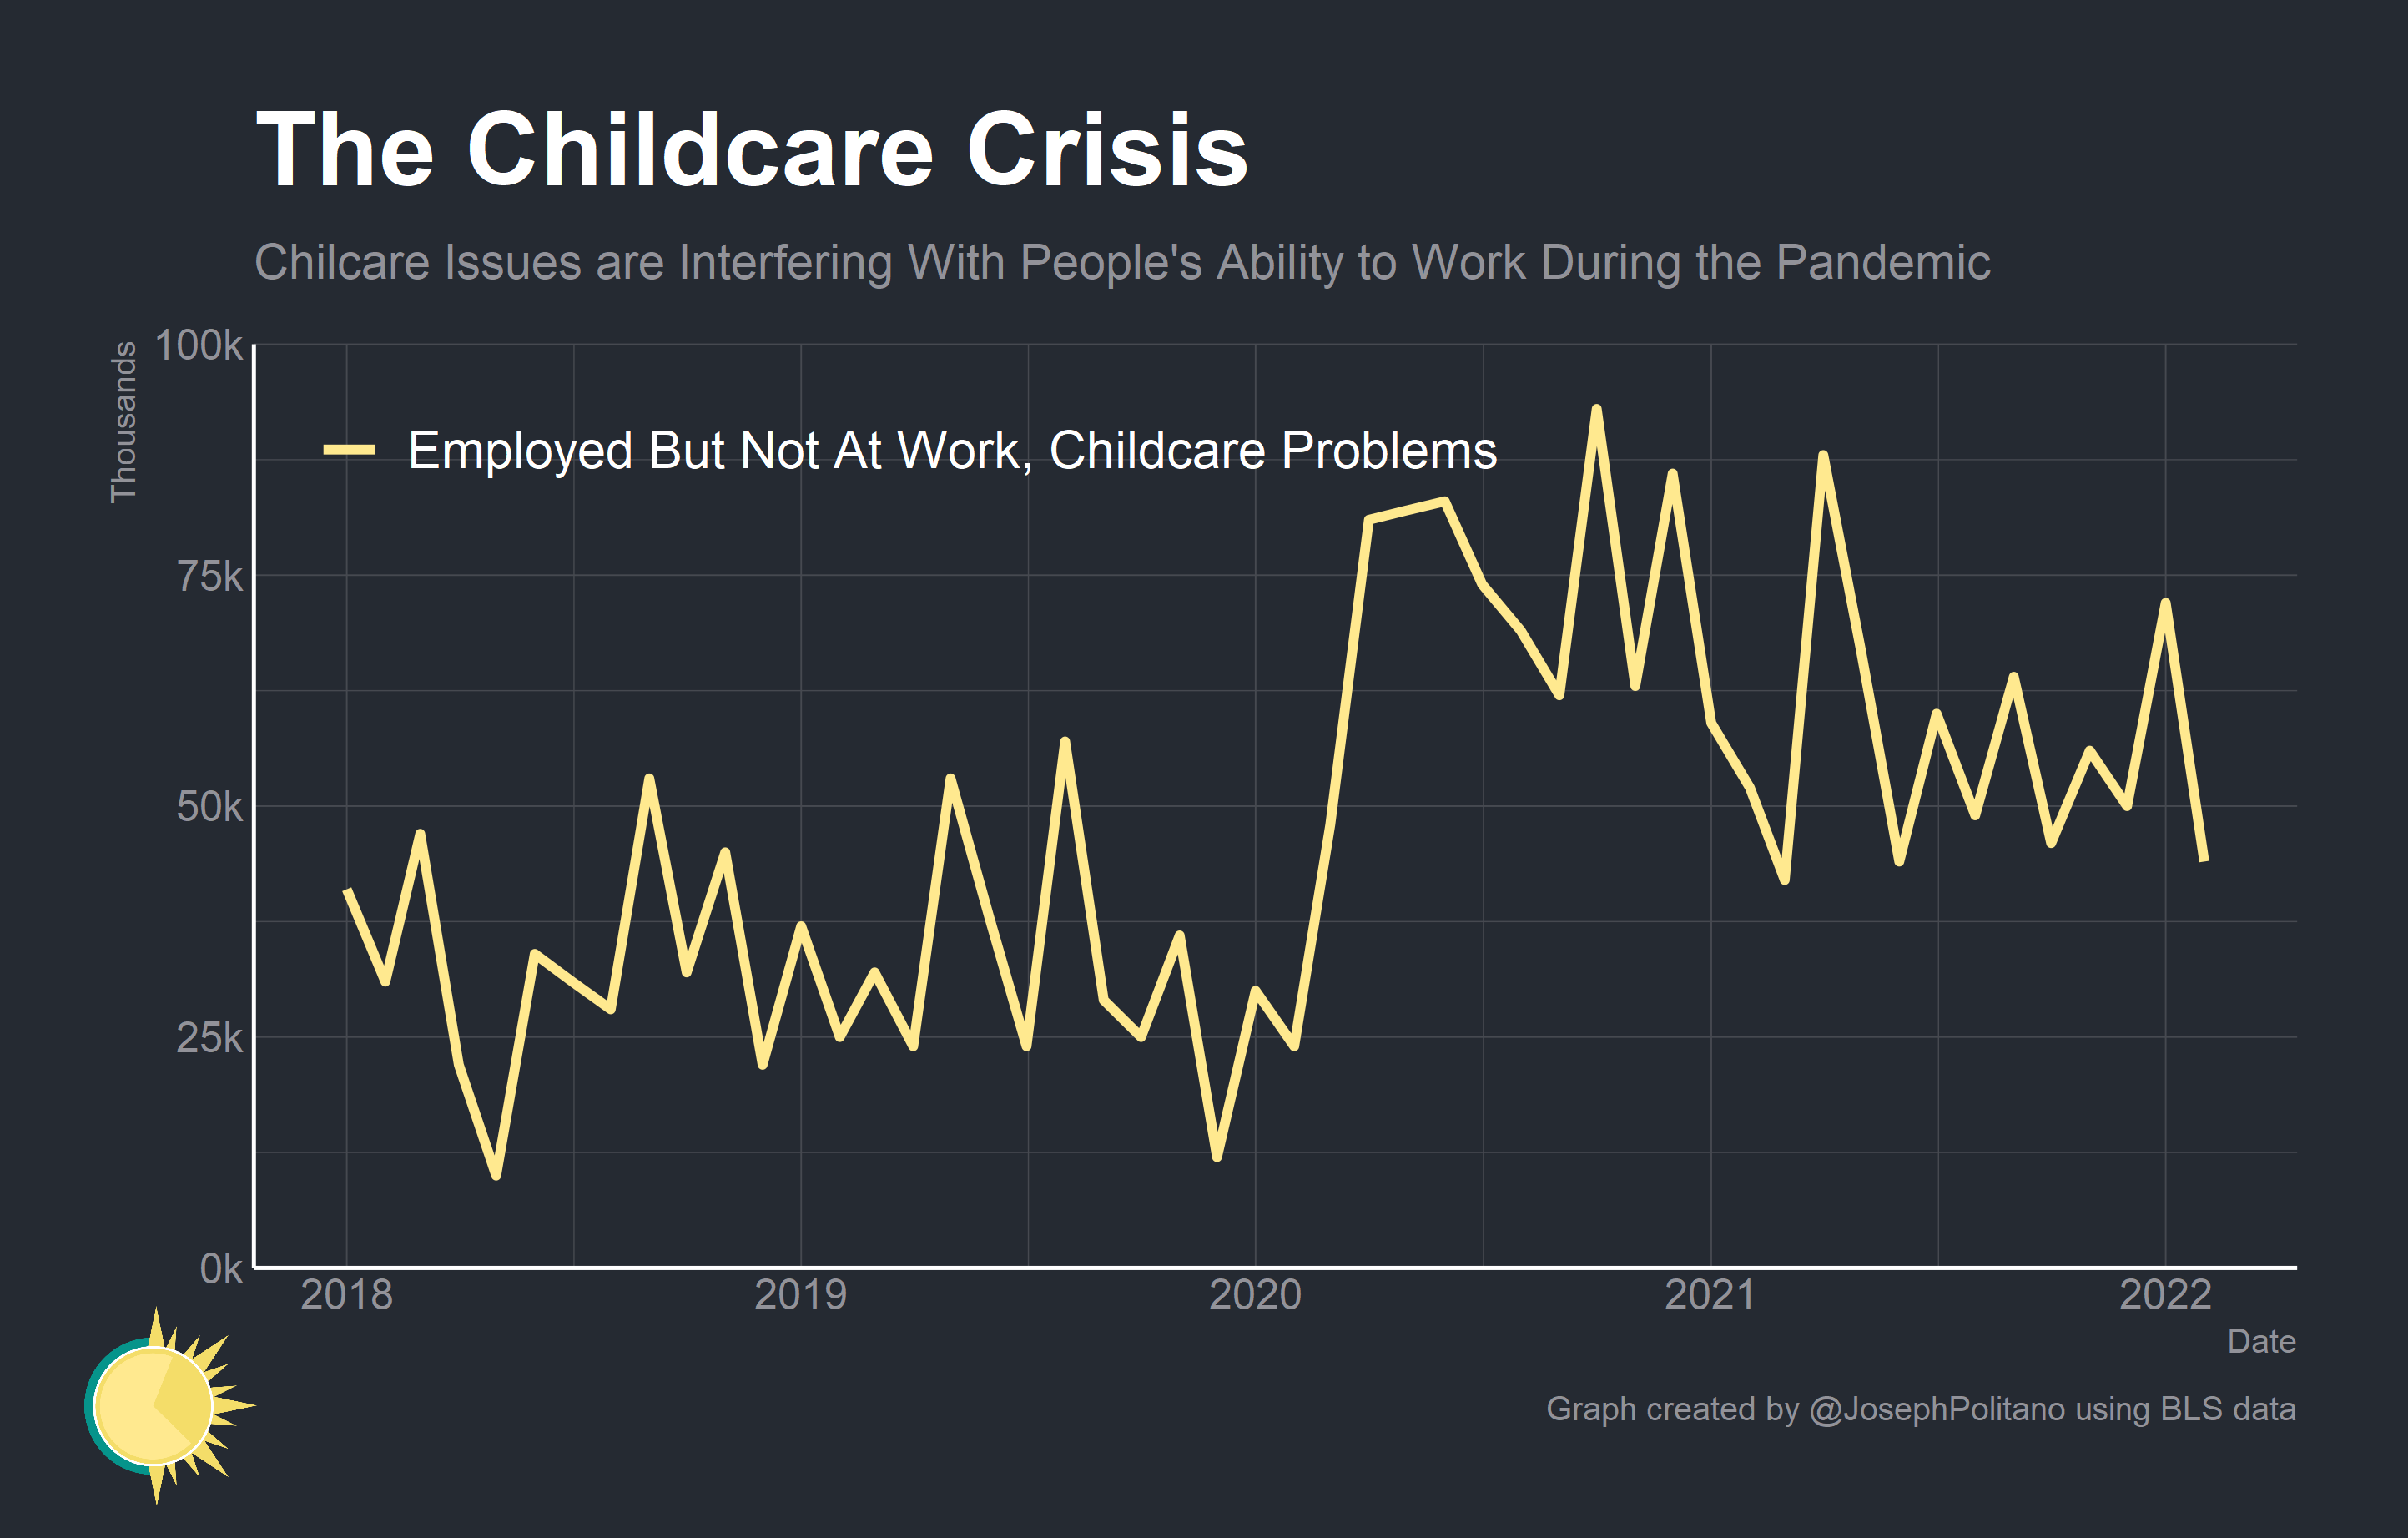 The Childcare Crisis
Chilcare Issues are Interfering With People's Ability to Work During the Pandemic
Thousands
100k
Employed But Not At Work, Childcare Problems
75k
50k
25k
0k
2018 2019 2020 2021 2022
Date
Graph created by @JosephPolitano using BLS data